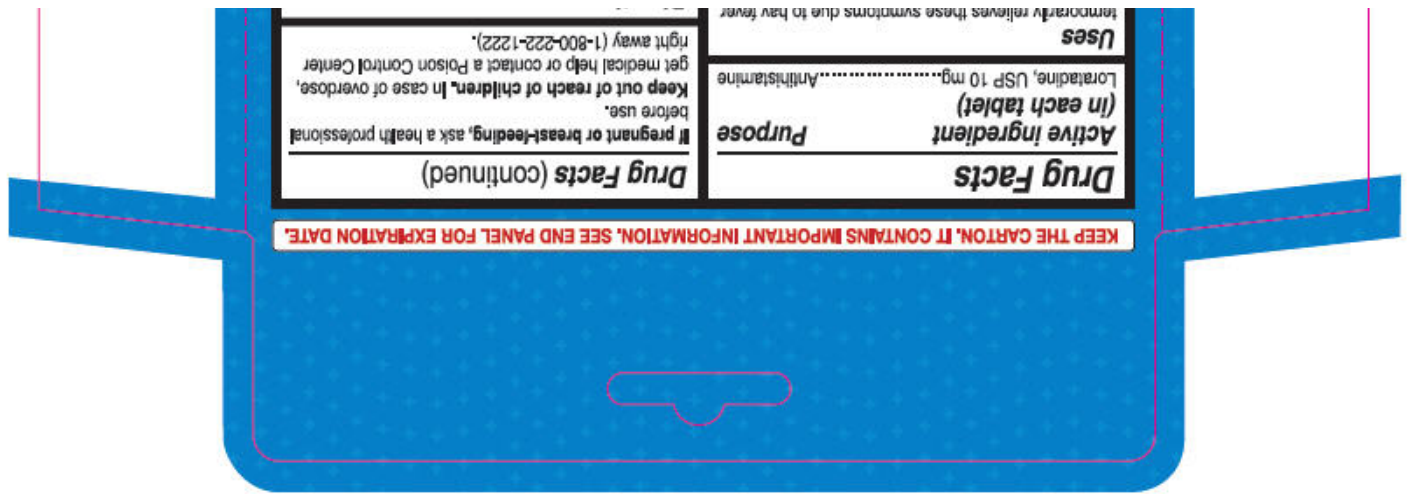 KEEP THE CARTON. IT CONTAINS IMPORTANT INFORMATION. SEE END PANEL FOR EXPIRATION DATE.
Drug Facts
Active ingredient Purpose
(in each tablet)
Loratadine, USP 10 mg..................Antihistamine
Uses
temporarily relieves these symptoms due to hay fever
Drug Facts (continued)
If pregnant or breast-feeding, ask a health professional
before use.
Keep out of reach of children. In case of overdose,
get medical help or contact a Poison Control Center
right away (1-800-222-1222).